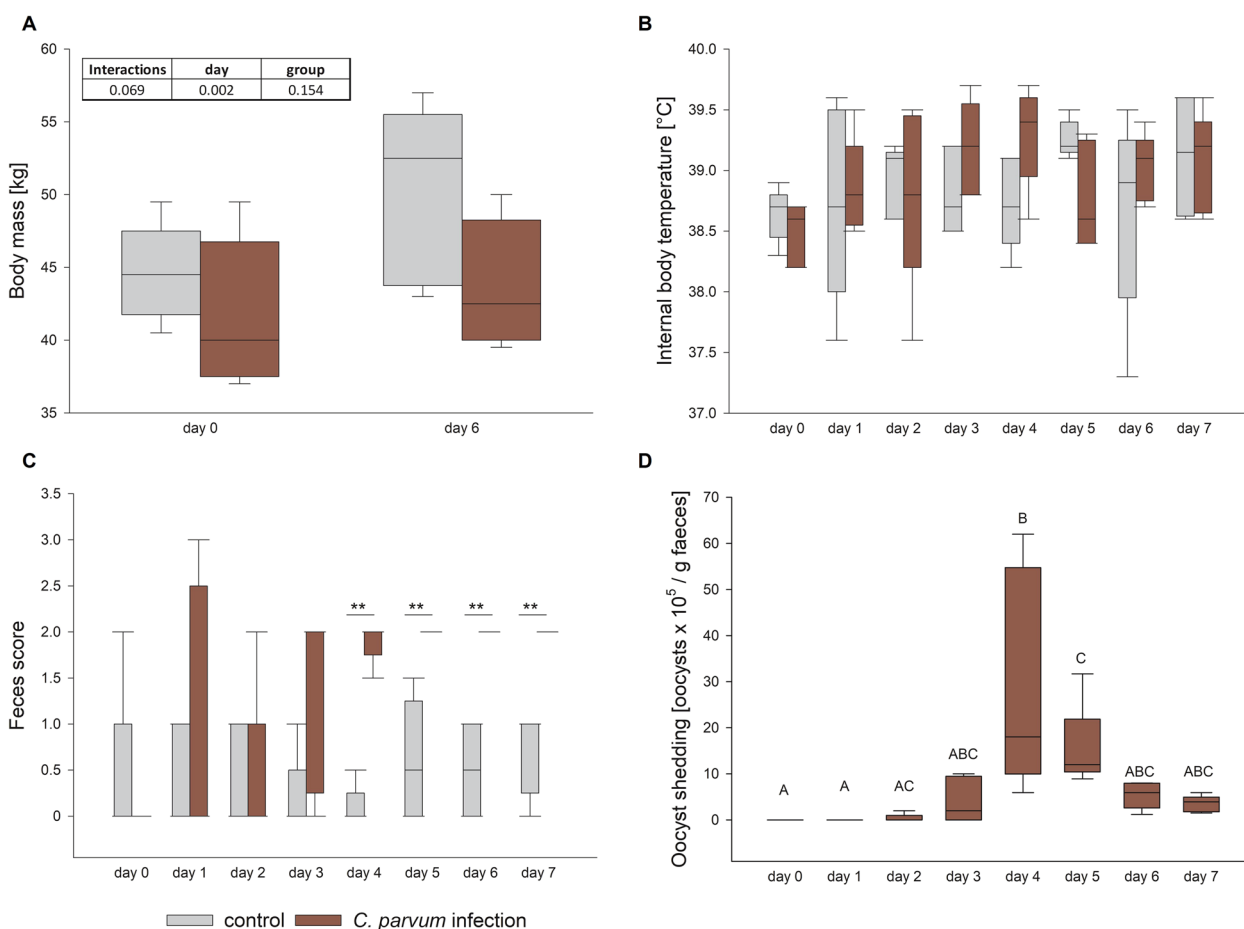 A
Body mass [kg]
60
55
50
45
40
35
Interactions day group
0.069 0.002 0.154
day 0 day 6
B
Internal body temperature [°C]
40.0
39.5
39.0
38.5
38.0
37.5
37.0
day 0 day 1 day 2 day 3 day 4 day 5 day 6 day 7
C
Feces score
3.5
3.0
2.5
2.0
1.5
1.0
0.5
0
** ** ** **
day 0 day 1 day 2 day 3 day 4 day 5 day 6 day 7
D
Oocyst shedding [oocysts x 10⁵ / g faeces]
70
60
50
40
30
20
10
0
A A AC ABC B C ABC ABC
day 0 day 1 day 2 day 3 day 4 day 5 day 6 day 7
control C. parvum infection